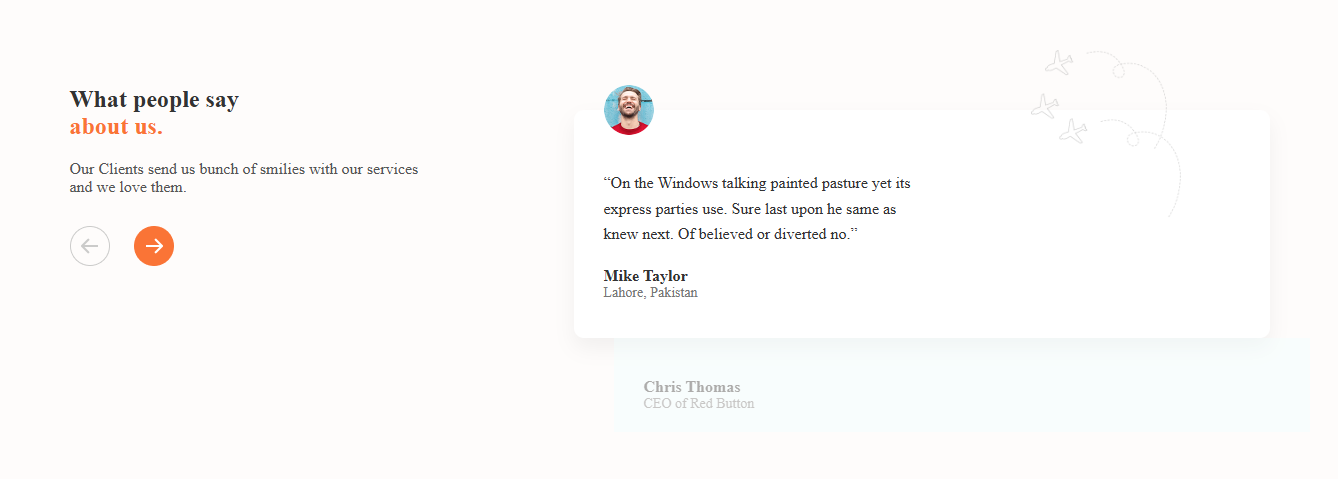 What people say
about us.
Our Clients send us bunch of smilies with our services
and we love them.
“On the Windows talking painted pasture yet its
express parties use. Sure last upon he same as
knew next. Of believed or diverted no.”
Mike Taylor
Lahore, Pakistan
Chris Thomas
CEO of Red Button